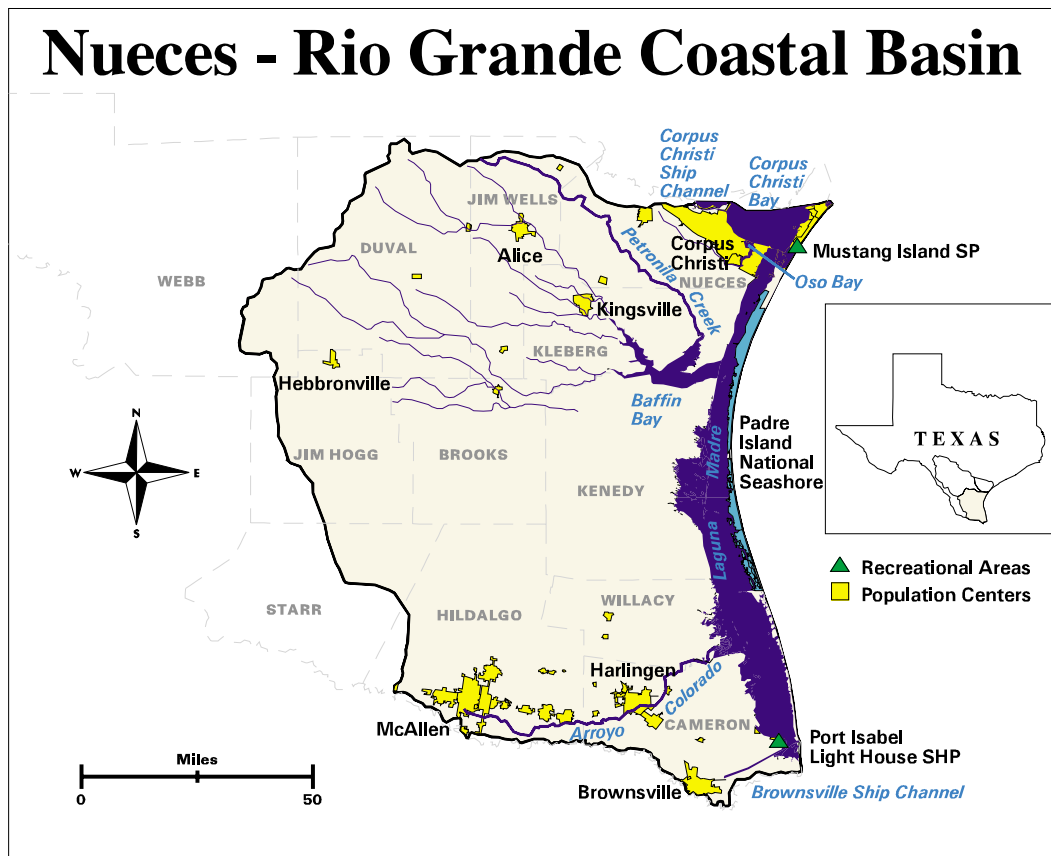 Nueces - Rio Grande Coastal Basin
Corpus
Christi
Ship
Channel
Corpus
Christi
Bay
JIM WELLS
DUVAL
Alice
Petronila
Creek
Corpus
Christi
Mustang Island SP
WEBB
NUECES
Oso Bay
Kingsville
KLEBERG
Hebbronville
Baffin
Bay
N
W
E
S
JIM HOGG
BROOKS
KENEDY
Laguna
Madre
Padre
Island
National
Seashore
TEXAS
Recreational Areas
Population Centers
STARR
HILDALGO
WILLACY
Harlingen
Colorado
McAllen
Arroyo
CAMERON
Port Isabel
Light House SHP
Miles
0
50
Brownsville
Brownsville Ship Channel